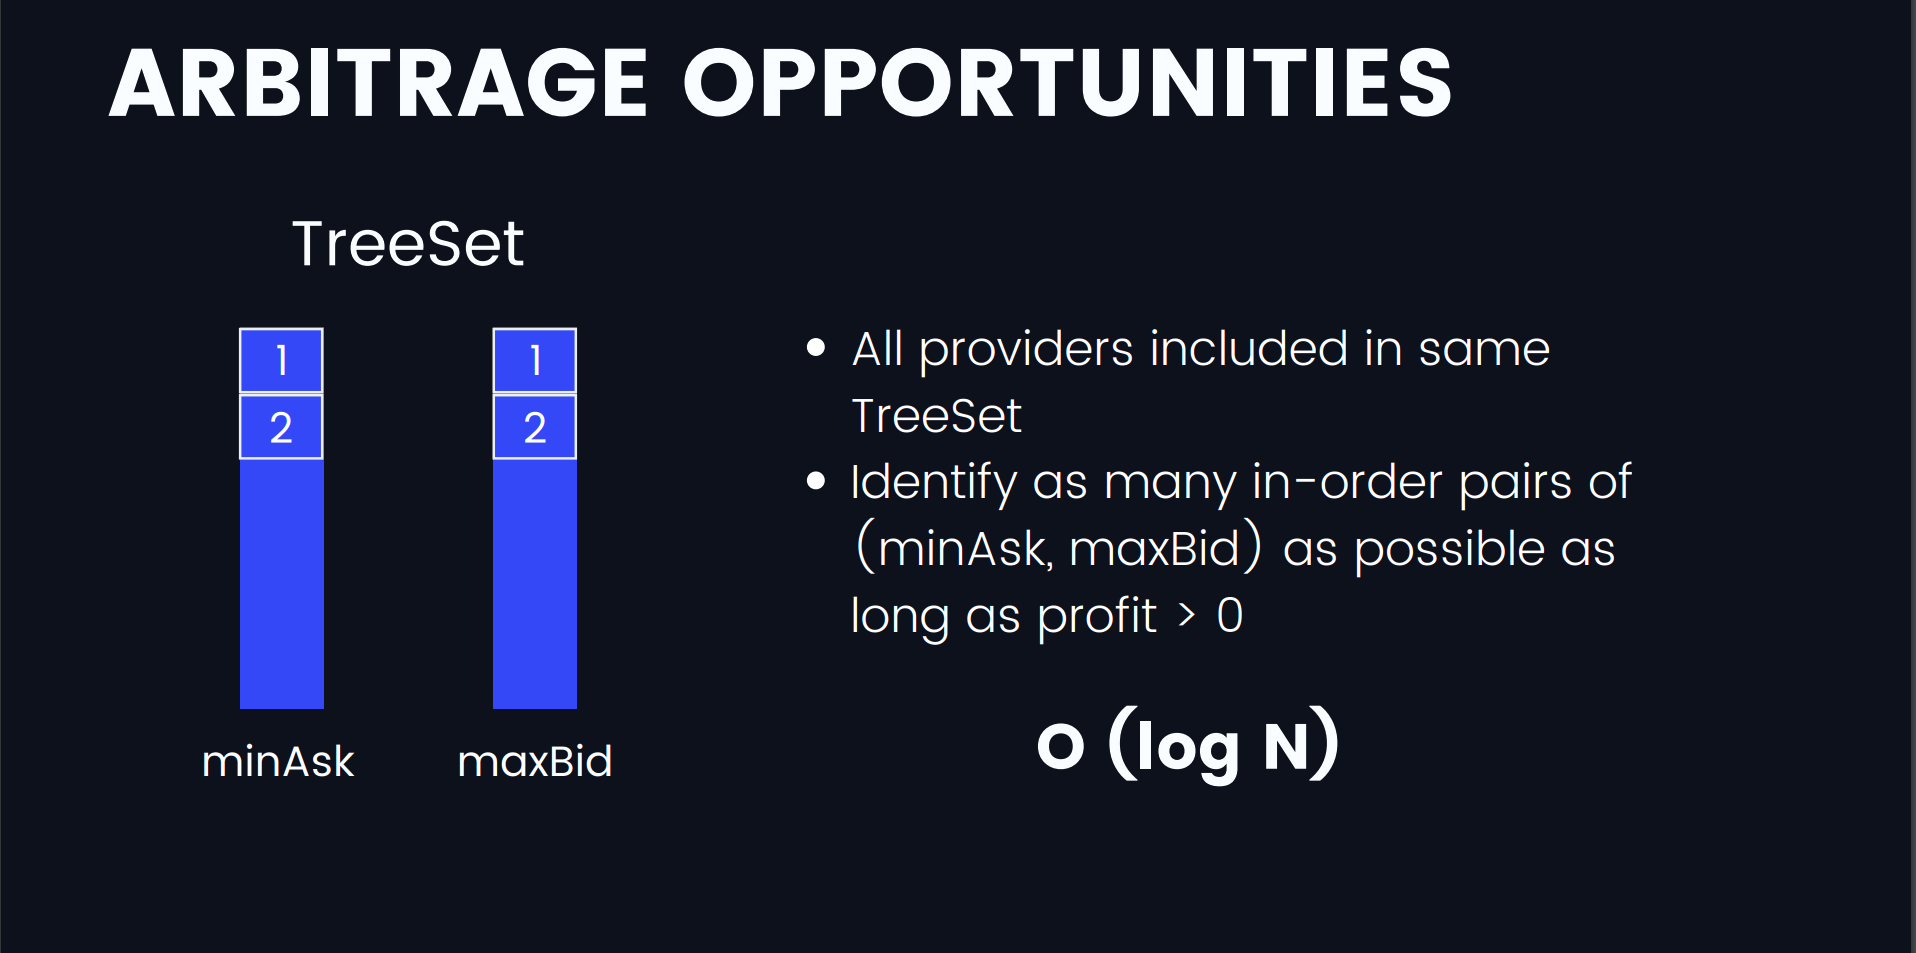 ARBITRAGE OPPORTUNITIES
TreeSet
1
2
minAsk
1
2
maxBid
• All providers included in same
TreeSet
• Identify as many in-order pairs of
(minAsk, maxBid) as possible as
long as profit > 0
O (log N)